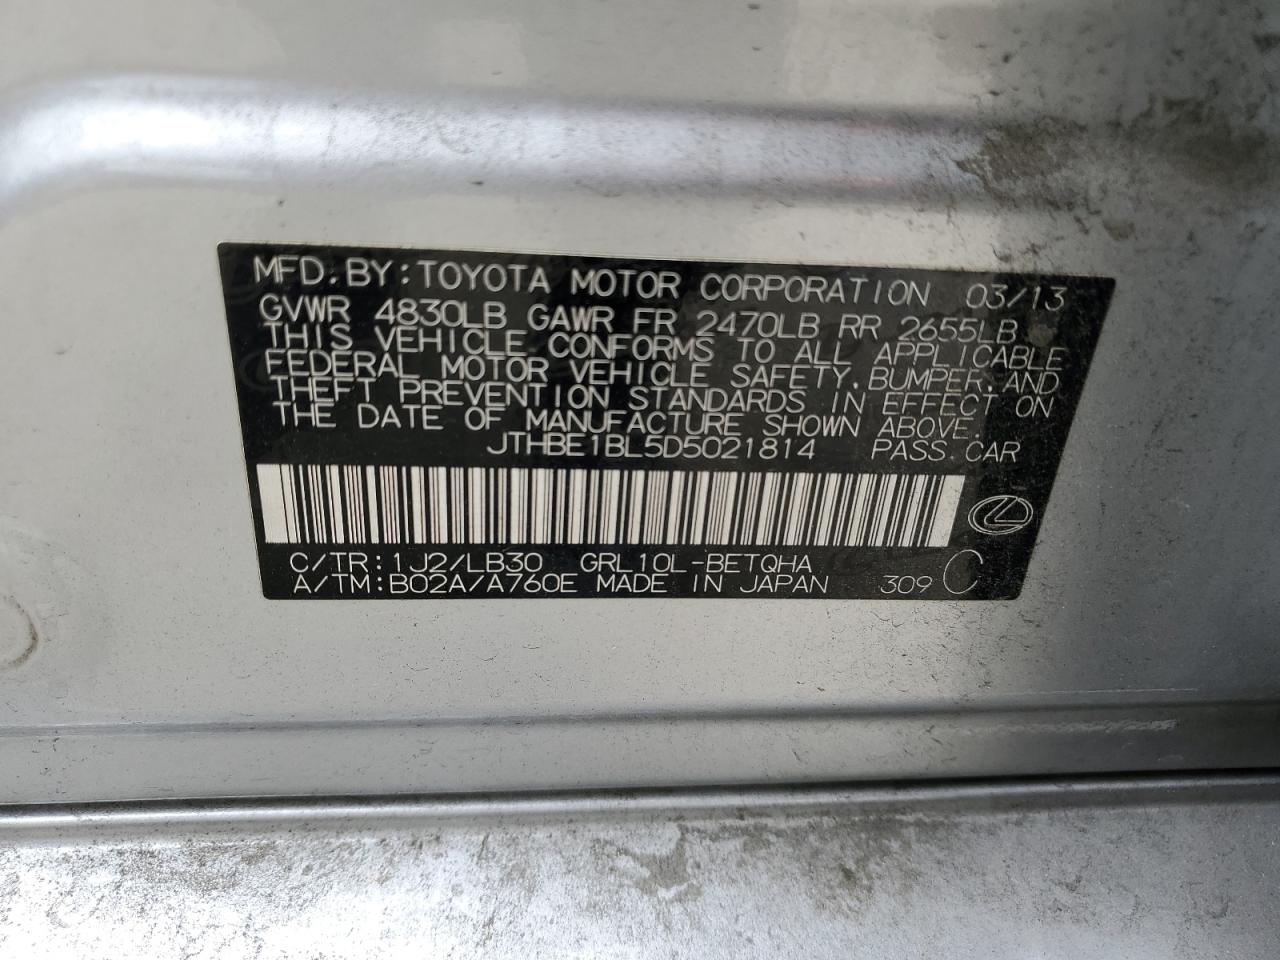 MFD.BY:TOYOTA MOTOR CORPORATION 03/13
GVWR 4830LB GAWR FR 2470LB RR 2655LB
THIS VEHICLE CONFORMS TO ALL APPLICABLE
FEDERAL MOTOR VEHICLE SAFETY,BUMPER,AND
THEFT PREVENTION STANDARDS IN EFFECT ON
THE DATE OF MANUFACTURE SHOWN ABOVE.
JTHBE1BL5D5021814 PASS.CAR
C/TR:1J2/LB30 GRL10L-BETQHA
A/TM:B02A/A760E MADE IN JAPAN 309 C